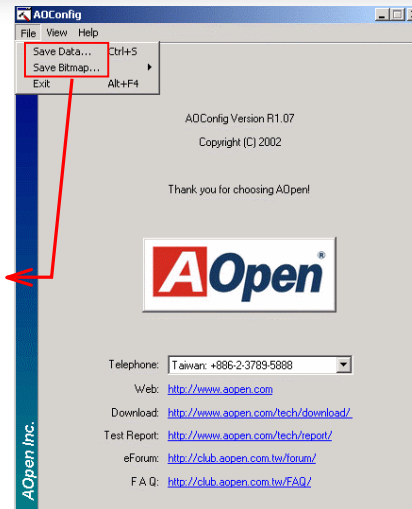 AOConfig
File View Help
Save Data... Ctrl+S
Save Bitmap...
Exit Alt+F4
AOConfig Version R1.07
Copyright (C) 2002
Thank you for choosing AOpen!
AOpen®
Telephone: Taiwan: +886-2-3789-5888
Web: http://www.aopen.com
Download: http://www.aopen.com/tech/download/
Test Report: http://www.aopen.com/tech/report/
eForum: http://club.aopen.com.tw/forum/
F A Q: http://club.aopen.com.tw/FAQ/
AOpen Inc.